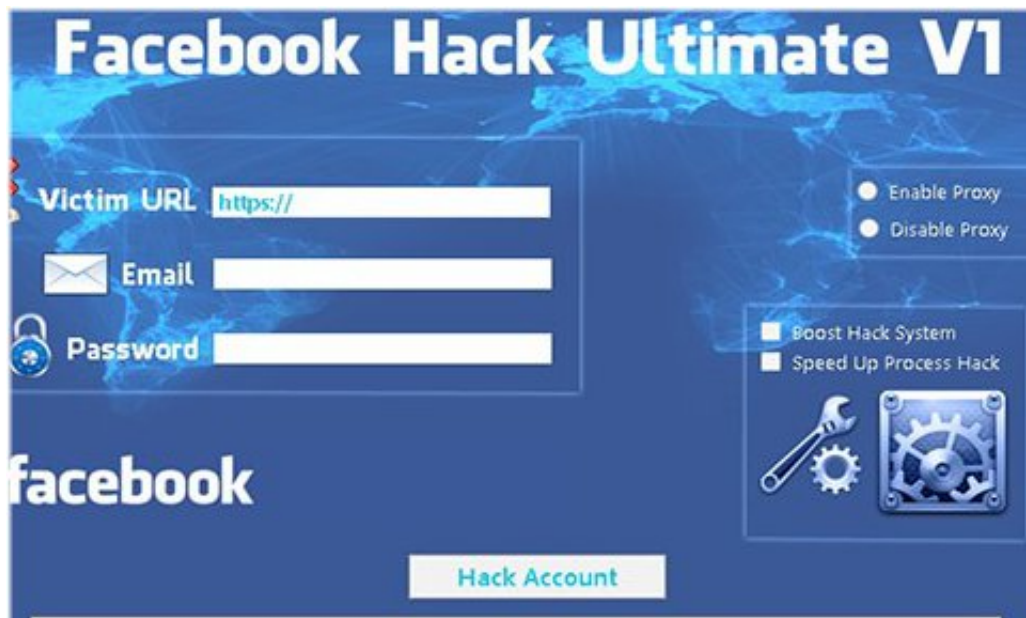 Facebook Hack Ultimate V1
Victim URL https://
Enable Proxy
Disable Proxy
Email
Password
Boost Hack System
Speed Up Process Hack
facebook
Hack Account